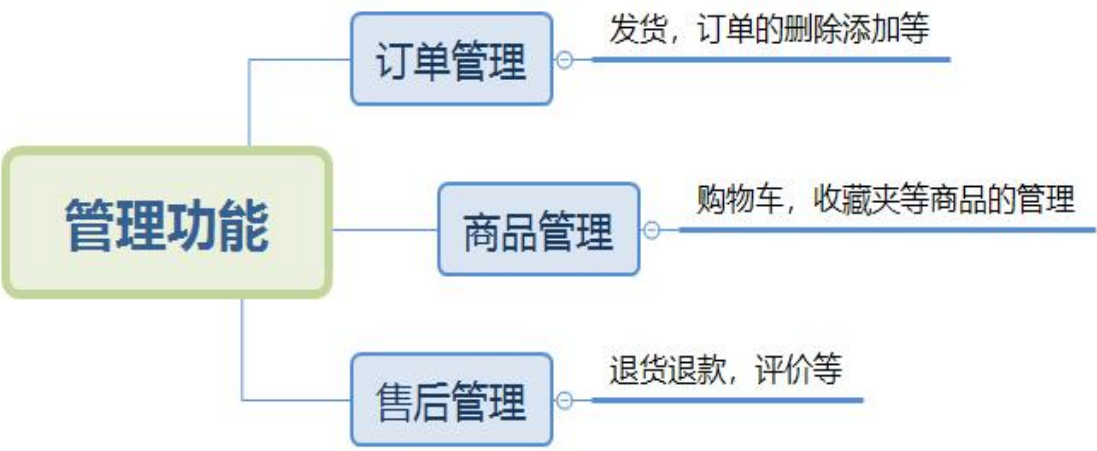 管理功能
订单管理
发货，订单的删除添加等
商品管理
购物车，收藏夹等商品的管理
售后管理
退货退款，评价等